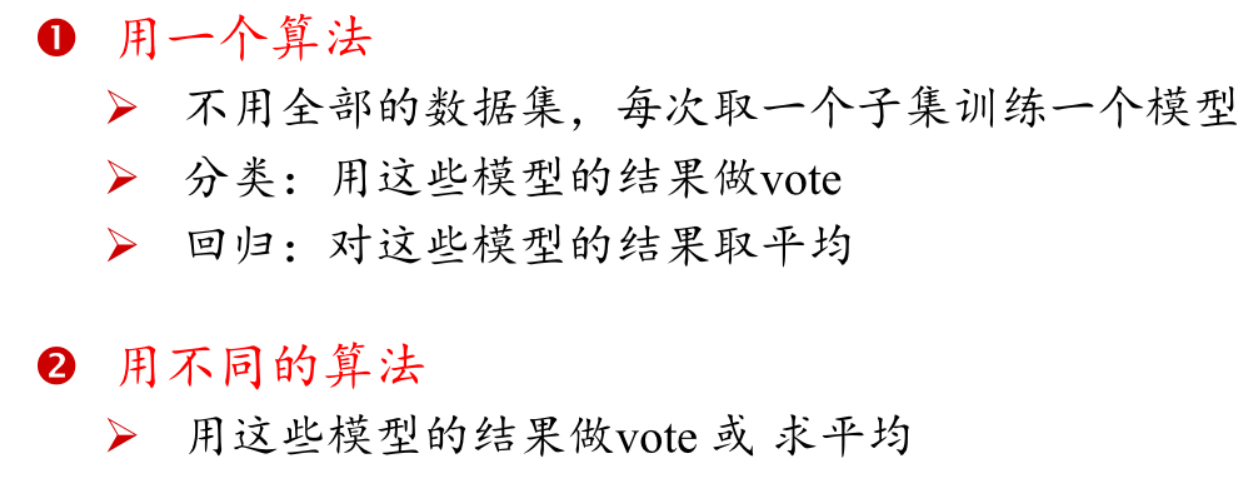 ❶ 用一个算法
➢ 不用全部的数据集，每次取一个子集训练一个模型
➢ 分类：用这些模型的结果做vote
➢ 回归：对这些模型的结果取平均
❷ 用不同的算法
➢ 用这些模型的结果做vote 或 求平均